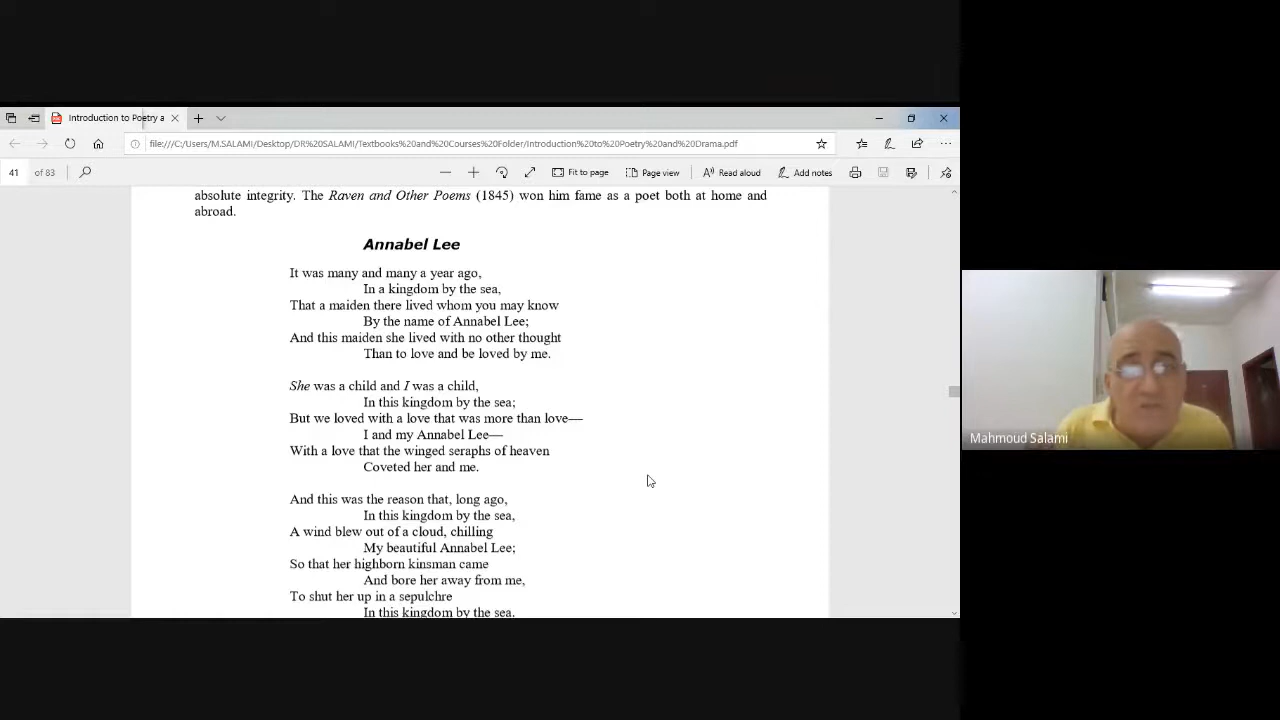 Introduction to Poetry a
file:///C:/Users/M.SALAMI/Desktop/DR%20SALAMI/Textbooks%20and%20Courses%20Folder/Introduction%20to%20Poetry%20and%20Drama.pdf
41 of 83 Fit to page Page view Read aloud Add notes
absolute integrity. The Raven and Other Poems (1845) won him fame as a poet both at home and
abroad.
Annabel Lee
It was many and many a year ago,
In a kingdom by the sea,
That a maiden there lived whom you may know
By the name of Annabel Lee;
And this maiden she lived with no other thought
Than to love and be loved by me.
She was a child and I was a child,
In this kingdom by the sea;
But we loved with a love that was more than love—
I and my Annabel Lee—
With a love that the winged seraphs of heaven
Coveted her and me.
And this was the reason that, long ago,
In this kingdom by the sea,
A wind blew out of a cloud, chilling
My beautiful Annabel Lee;
So that her highborn kinsman came
And bore her away from me,
To shut her up in a sepulchre
In this kingdom by the sea.
Mahmoud Salami